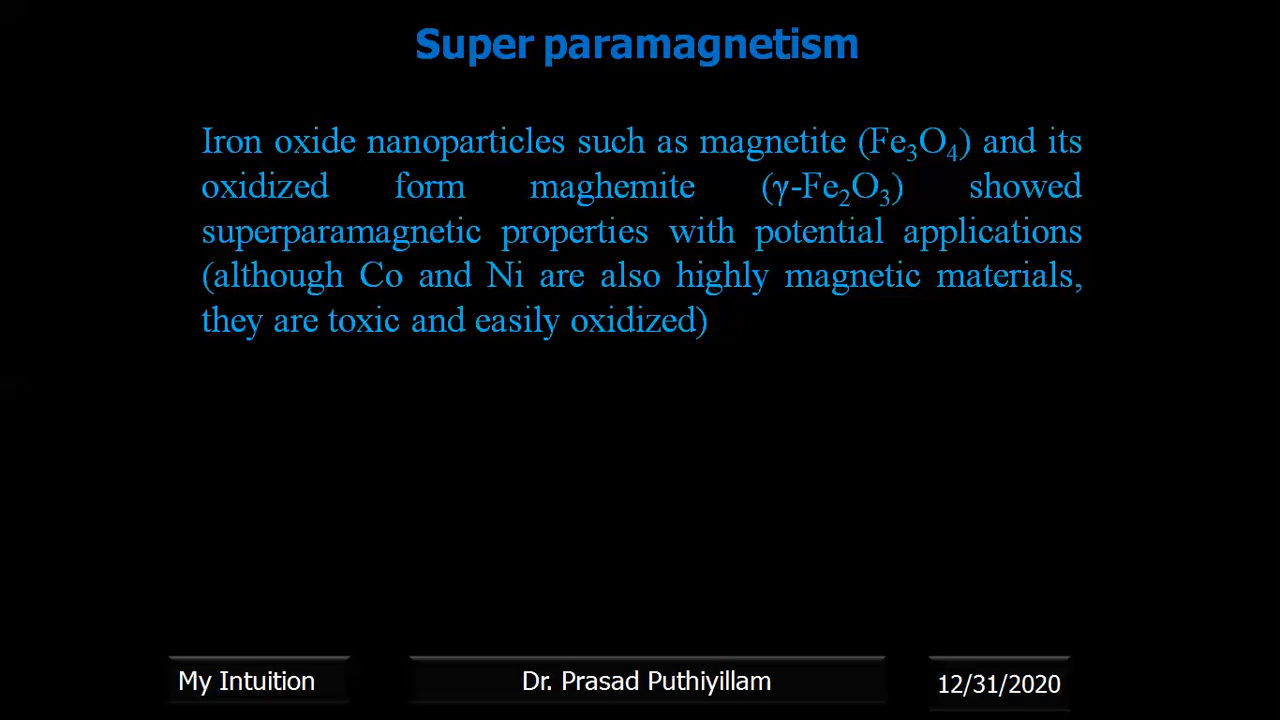 Super paramagnetism
Iron oxide nanoparticles such as magnetite (Fe₃O₄) and its
oxidized form maghemite (γ-Fe₂O₃) showed
superparamagnetic properties with potential applications
(although Co and Ni are also highly magnetic materials,
they are toxic and easily oxidized)
My Intuition
Dr. Prasad Puthiyillam
12/31/2020